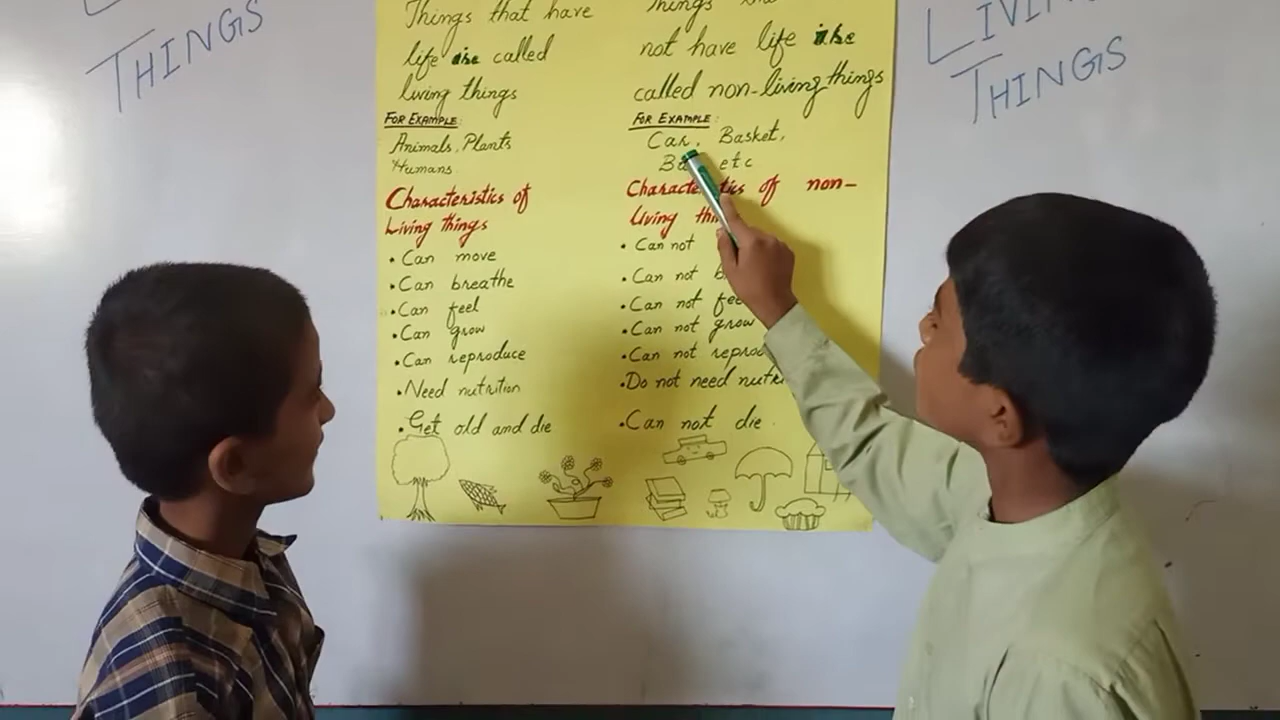 THINGS
Things that have
life are called
living things
FOR EXAMPLE:
Animals, Plants
Humans.
Characteristics of
Living things
• Can move
• Can breathe
• Can feel
• Can grow
• Can reproduce
• Need nutrition
• Get old and die
Things
not have life are
called non-living things
FOR EXAMPLE:
Car, Basket,
etc
Characteristics of non-
Living
• Can not
• Can not
• Can not
• Can not grow
• Can not
• Do not need
• Can not die.
THINGS